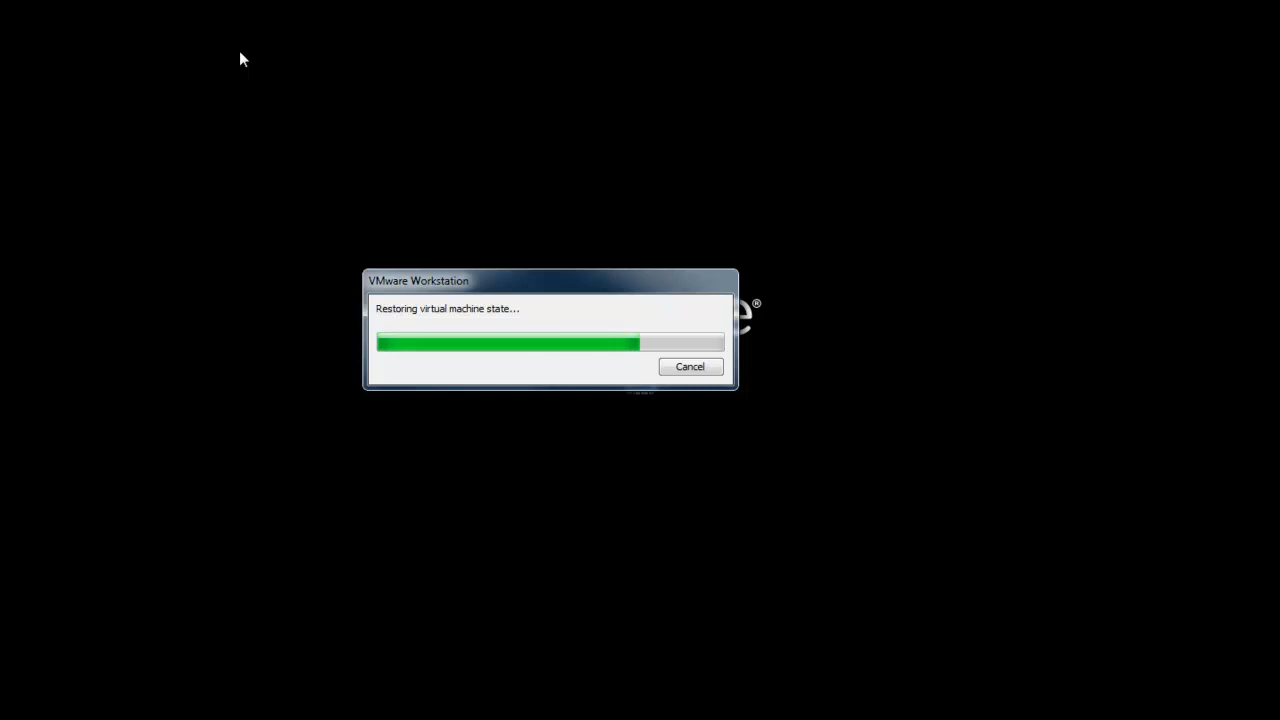 VMware Workstation
Restoring virtual machine state...
e®
Cancel